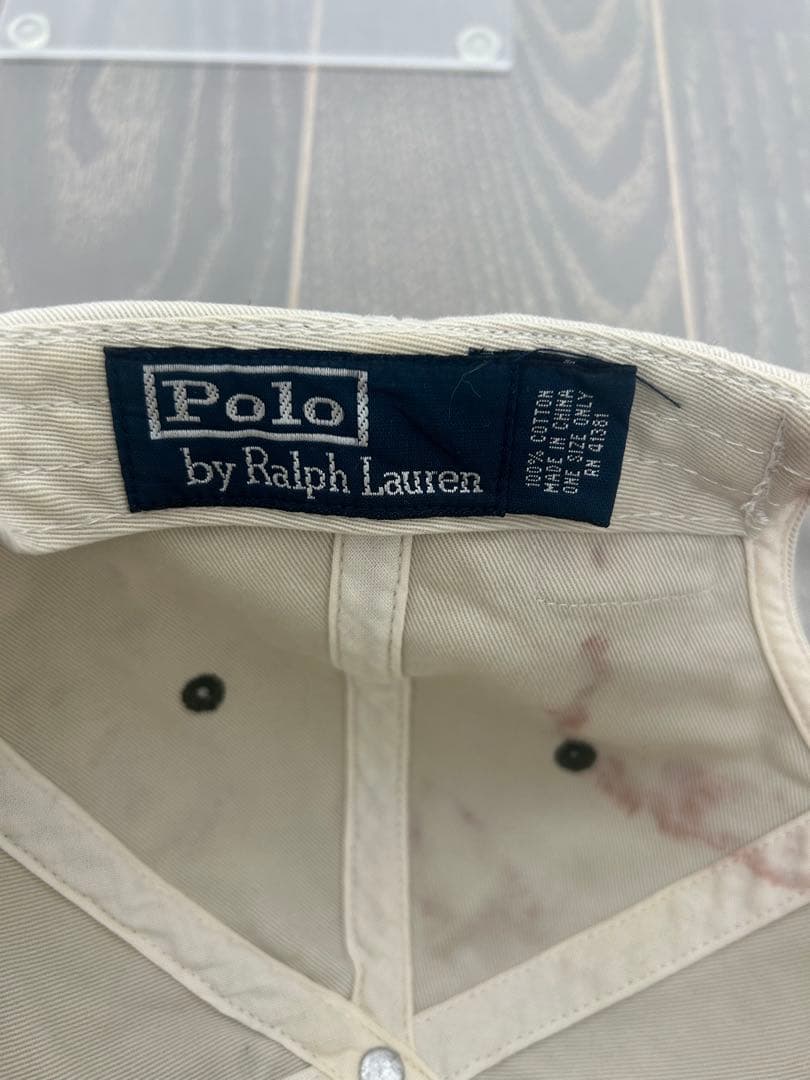 Polo
by Ralph Lauren
100% COTTON
MADE IN CHINA
ONE SIZE ONLY
RN 41381